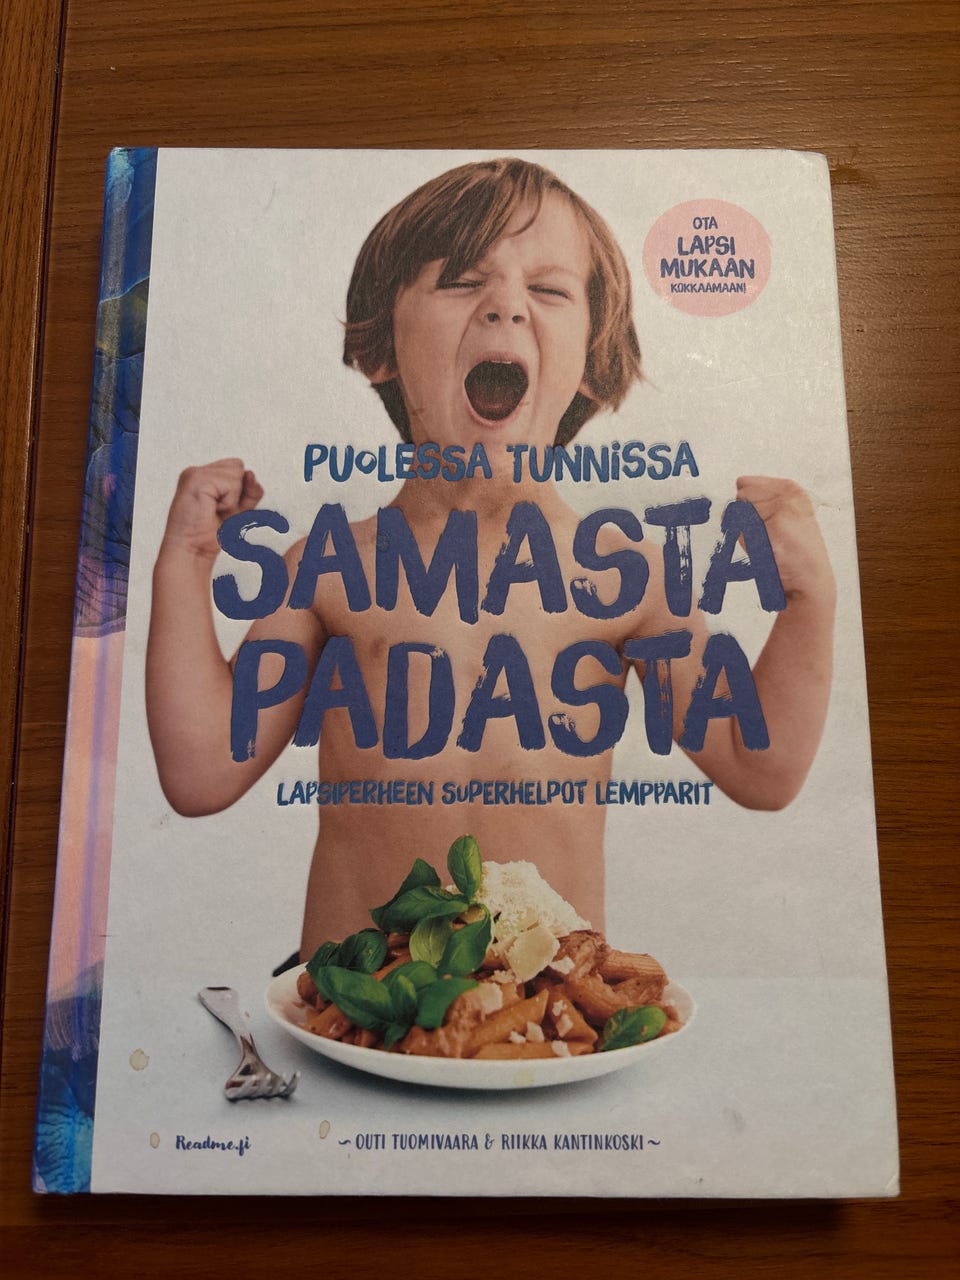 OTA
LAPSI
MUKAAN
KOKKAAMAAN!
PUOLESSA TUNNISSA
SAMASTA
PADASTA
LAPSIPERHEEN SUPERHELPOT LEMPPARIT
Readme.fi
~OUTI TUOMIVAARA & RIIKKA KANTINKOSKI~